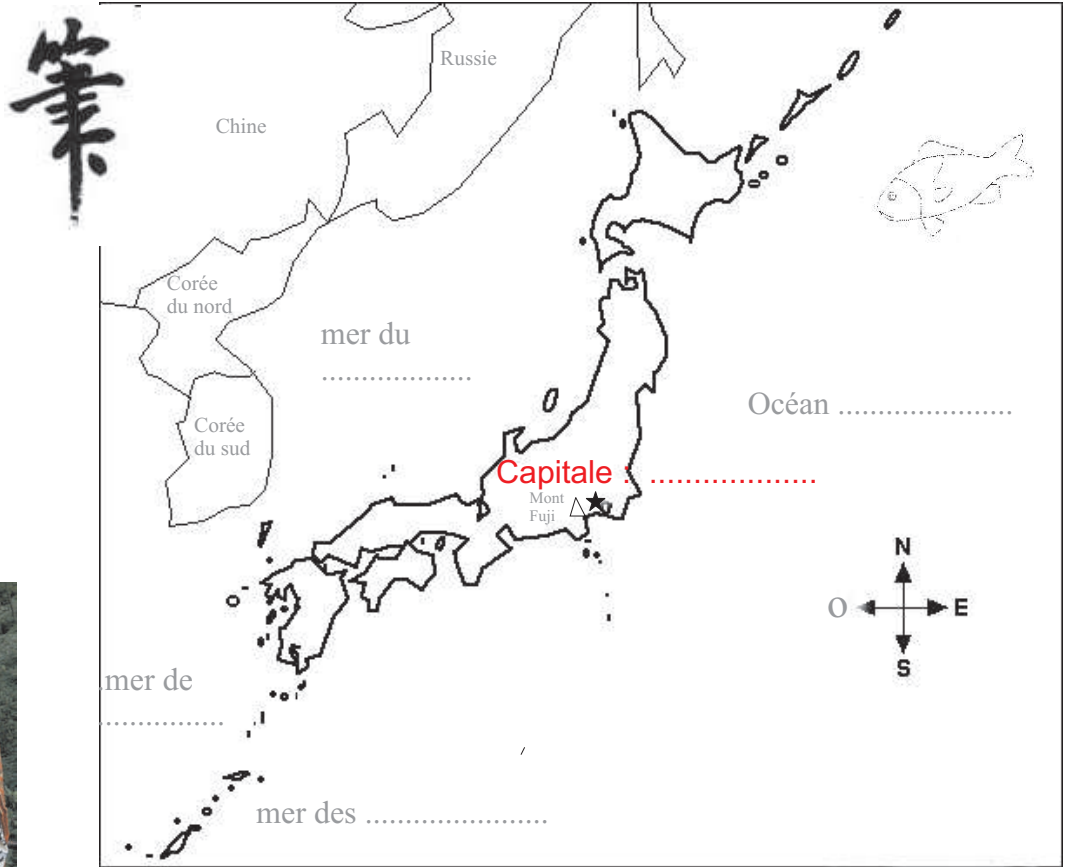 筆
Russie
Chine
Corée
du nord
mer du
...................
Océan ......................
Corée
du sud
Capitale : ..................
Mont
Fuji
N
O E
S
mer de
................
mer des .......................